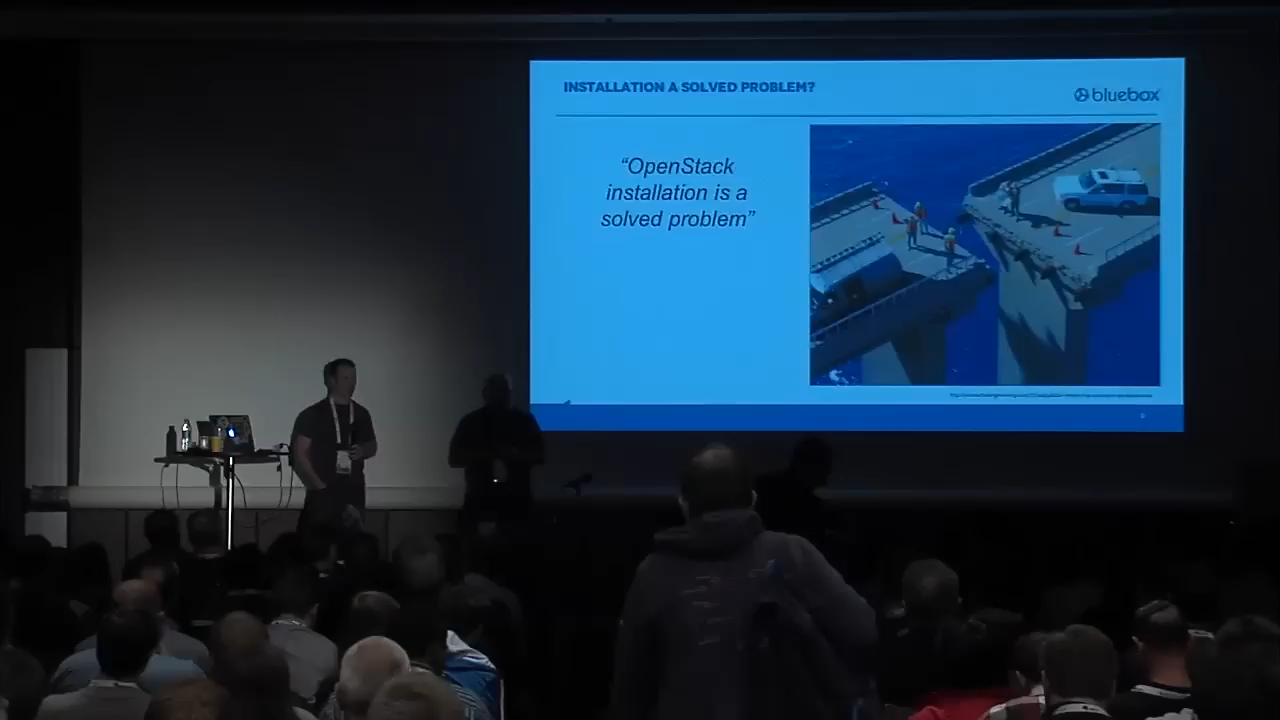 INSTALLATION A SOLVED PROBLEM?
bluebox
“OpenStack
installation is a
solved problem”